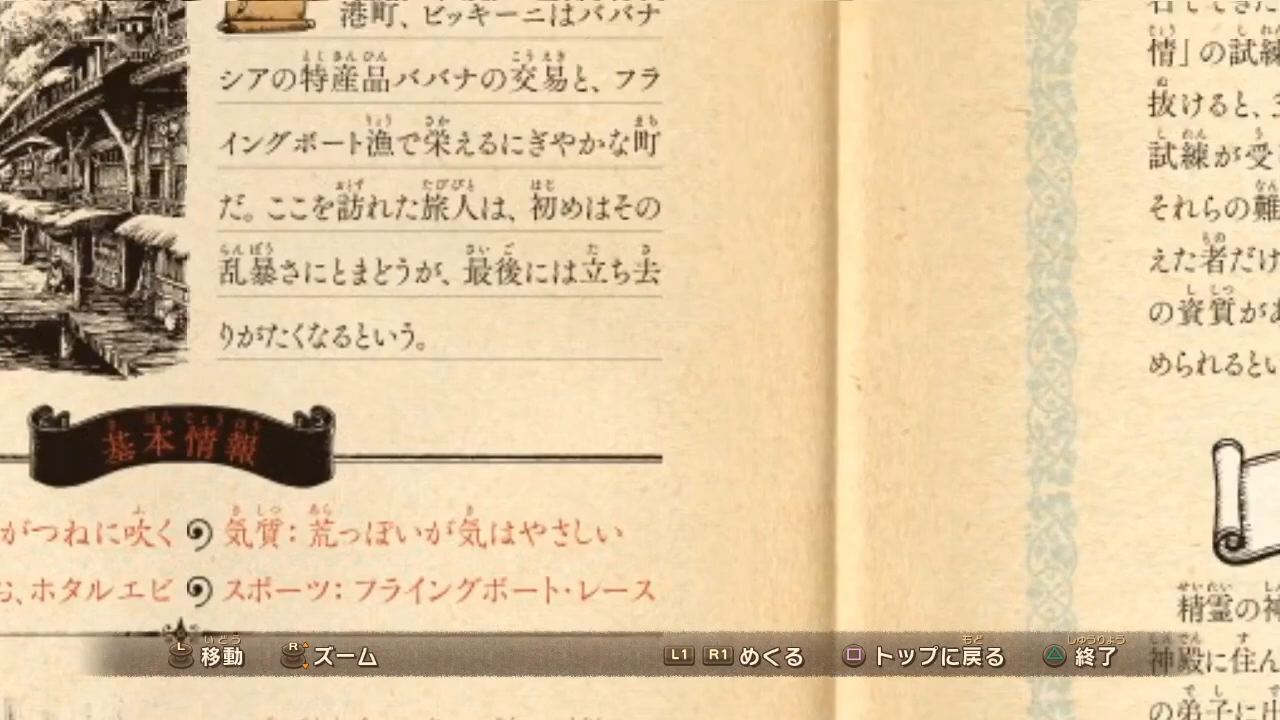 港町、ビッキーニはババナ
シアの特産品ババナの交易と、フラ
イングボート漁で栄えるにぎやかな町
だ。ここを訪れた旅人は、初めはその
乱暴さにとまどうが、最後には立ち去
りがたくなるという。
基本情報
がつねに吹く
気質：荒っぽいが気はやさしい
お、ホタルエビ
スポーツ：フライングボート・レース
情」の試練
抜けると、
試練が受
それらの難
えた者だけ
の資質があ
められるとい
精霊の神
神殿に住ん
の弟子に出
L 移動 R ズーム L1 R1 めくる トップに戻る 終了